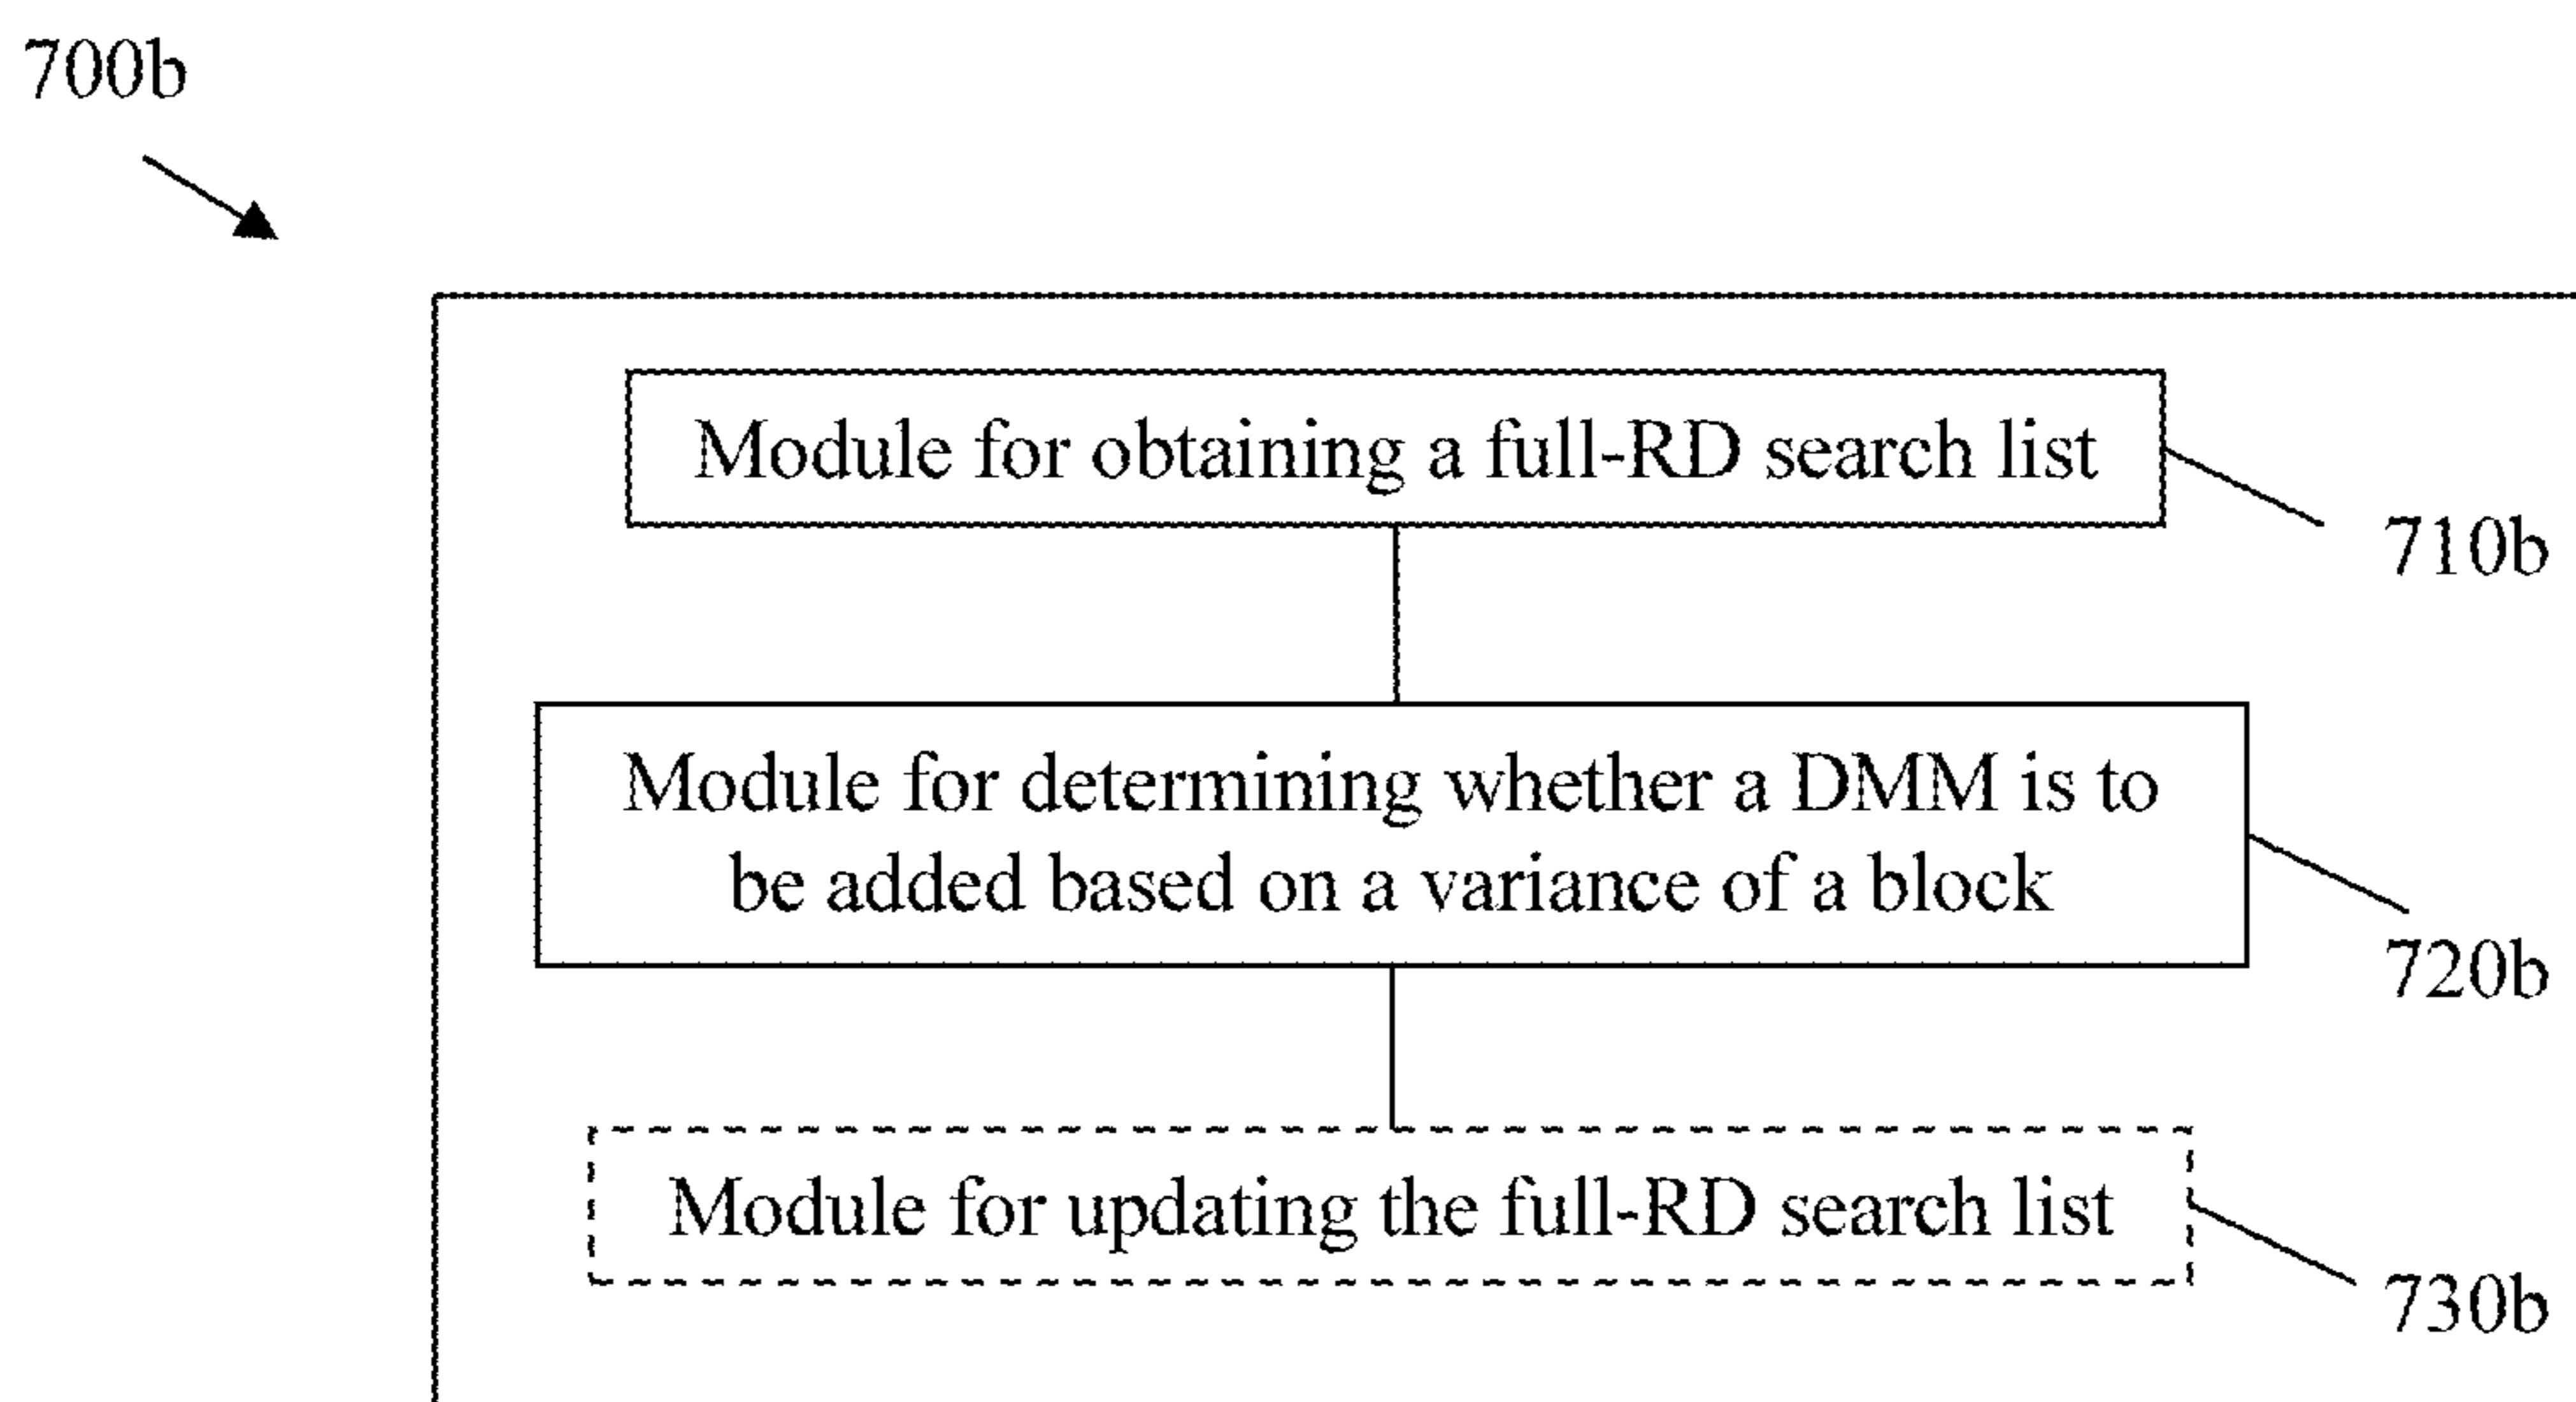 700b
Module for obtaining a full-RD search list
710b
Module for determining whether a DMM is to
be added based on a variance of a block
720b
Module for updating the full-RD search list
730b